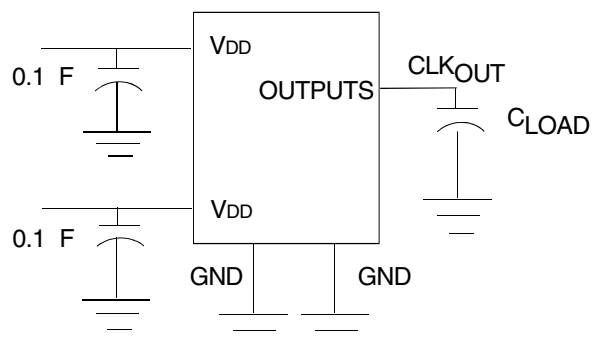 VDD
0.1 F
CLKOUT
OUTPUTS
CLOAD
VDD
0.1 F
GND
GND